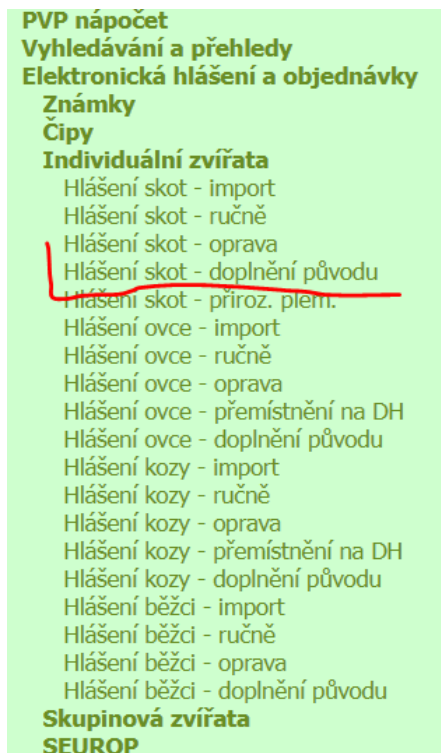 PVP nápočet
Vyhledávání a přehledy
Elektronická hlášení a objednávky
Známky
Čipy
Individuální zvířata
Hlášení skot - import
Hlášení skot - ručně
Hlášení skot - oprava
Hlášení skot - doplnění původu
Hlášení skot - přiroz. plem.
Hlášení ovce - import
Hlášení ovce - ručně
Hlášení ovce - oprava
Hlášení ovce - přemístnění na DH
Hlášení ovce - doplnění původu
Hlášení kozy - import
Hlášení kozy - ručně
Hlášení kozy - oprava
Hlášení kozy - přemístnění na DH
Hlášení kozy - doplnění původu
Hlášení běžci - import
Hlášení běžci - ručně
Hlášení běžci - oprava
Hlášení běžci - doplnění původu
Skupinová zvířata
SEUROP